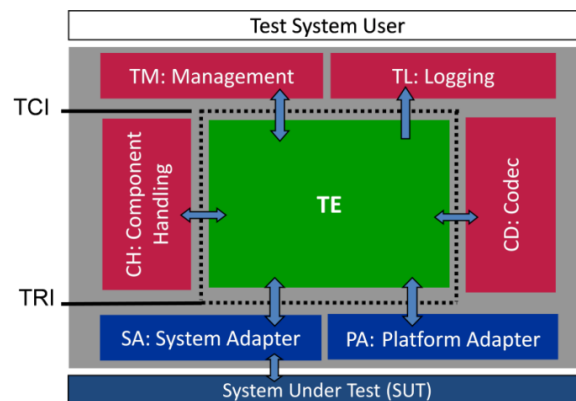 Test System User
TM: Management
TL: Logging
TCI
CH: Component
Handling
TE
CD: Codec
TRI
SA: System Adapter
PA: Platform Adapter
System Under Test (SUT)